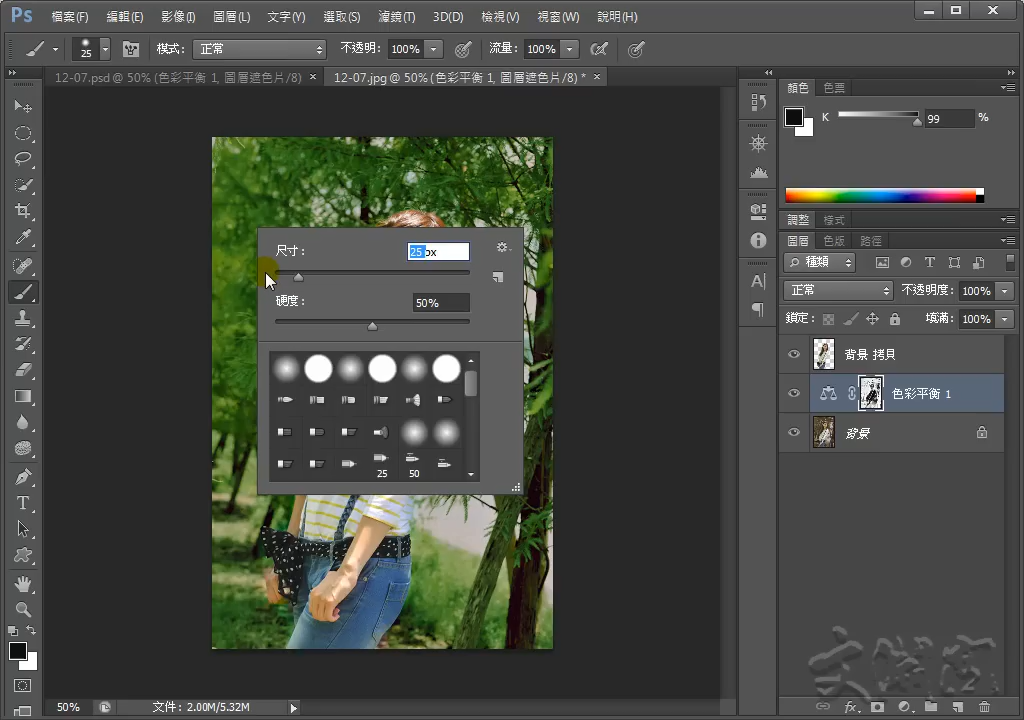 Ps 檔案(F) 編輯(E) 影像(I) 圖層(L) 文字(Y) 選取(S) 濾鏡(T) 3D(D) 檢視(V) 視窗(W) 說明(H)
25 模式: 正常 不透明: 100% 流量: 100%
12-07.psd @ 50% (色彩平衡 1, 圖層遮色片/8) × 12-07.jpg @ 50% (色彩平衡 1, 圖層遮色片/8) * ×
顏色 色票
K 99 %
尺寸: 25 px
硬度: 50%
25 50
調整 樣式
圖層 色版 路徑
種類
正常 不透明度: 100%
鎖定: 填滿: 100%
背景 拷貝
色彩平衡 1
背景
50% 文件: 2.00M/5.32M
fx